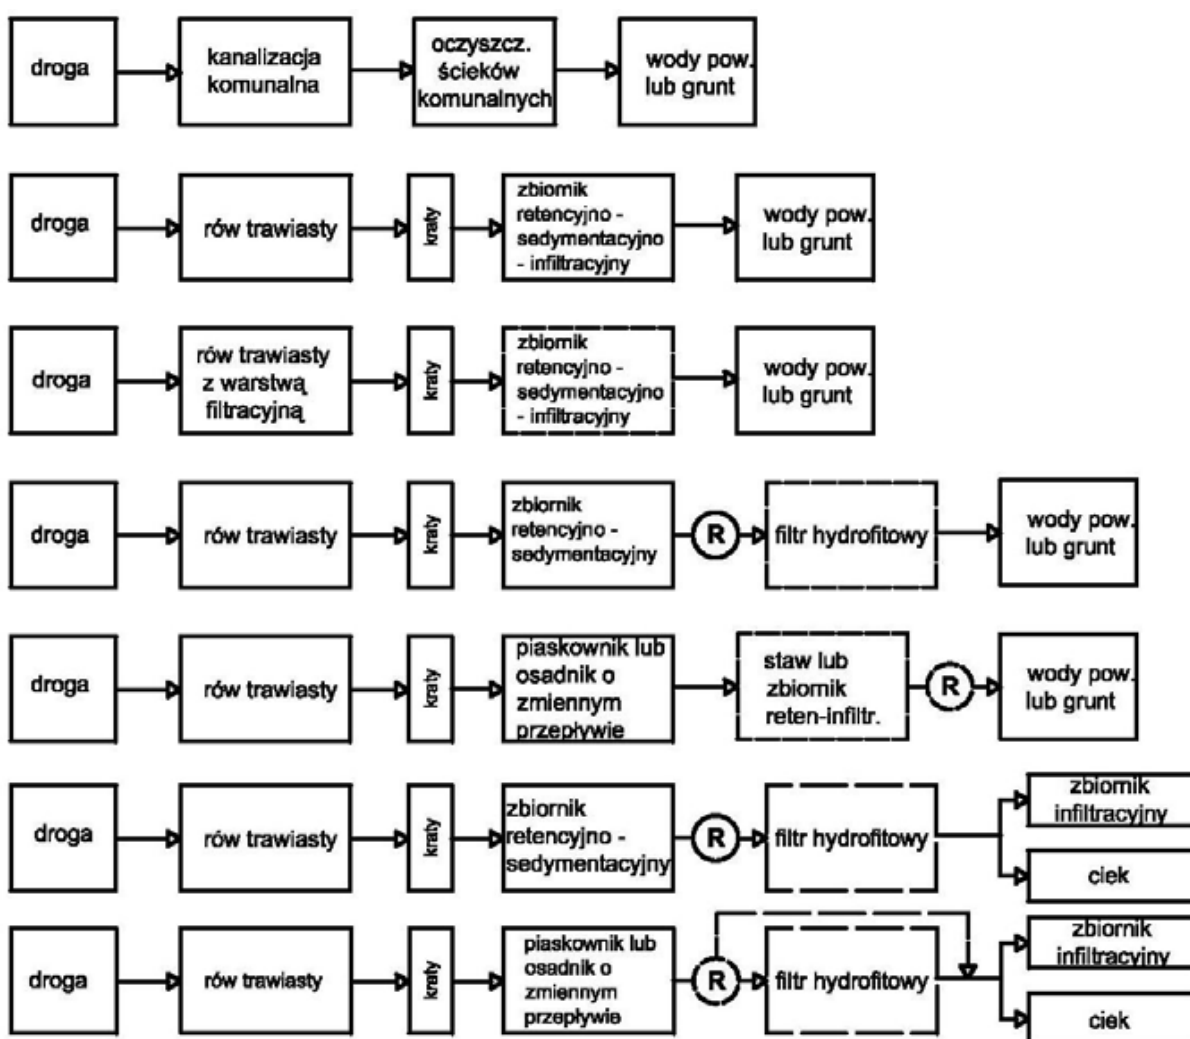 droga
kanalizacja
komunalna
oczyszcz.
ścieków
komunalnych
wody pow.
lub grunt
droga
rów trawiasty
kraty
zbiornik
retencyjno -
sedymentacyjno
- infiltracyjny
wody pow.
lub grunt
droga
rów trawiasty
z warstwą
filtracyjną
kraty
zbiornik
retencyjno -
sedymentacyjno
- infiltracyjny
wody pow.
lub grunt
droga
rów trawiasty
kraty
zbiornik
retencyjno -
sedymentacyjny
R
filtr hydrofitowy
wody pow.
lub grunt
droga
rów trawiasty
kraty
piaskownik lub
osadnik o
zmiennym
przepływie
staw lub
zbiornik
reten-infiltr.
R
wody pow.
lub grunt
droga
rów trawiasty
kraty
zbiornik
retencyjno -
sedymentacyjny
R
filtr hydrofitowy
zbiornik
infiltracyjny
ciek
droga
rów trawiasty
kraty
piaskownik lub
osadnik o
zmiennym
przepływie
R
filtr hydrofitowy
zbiornik
infiltracyjny
ciek